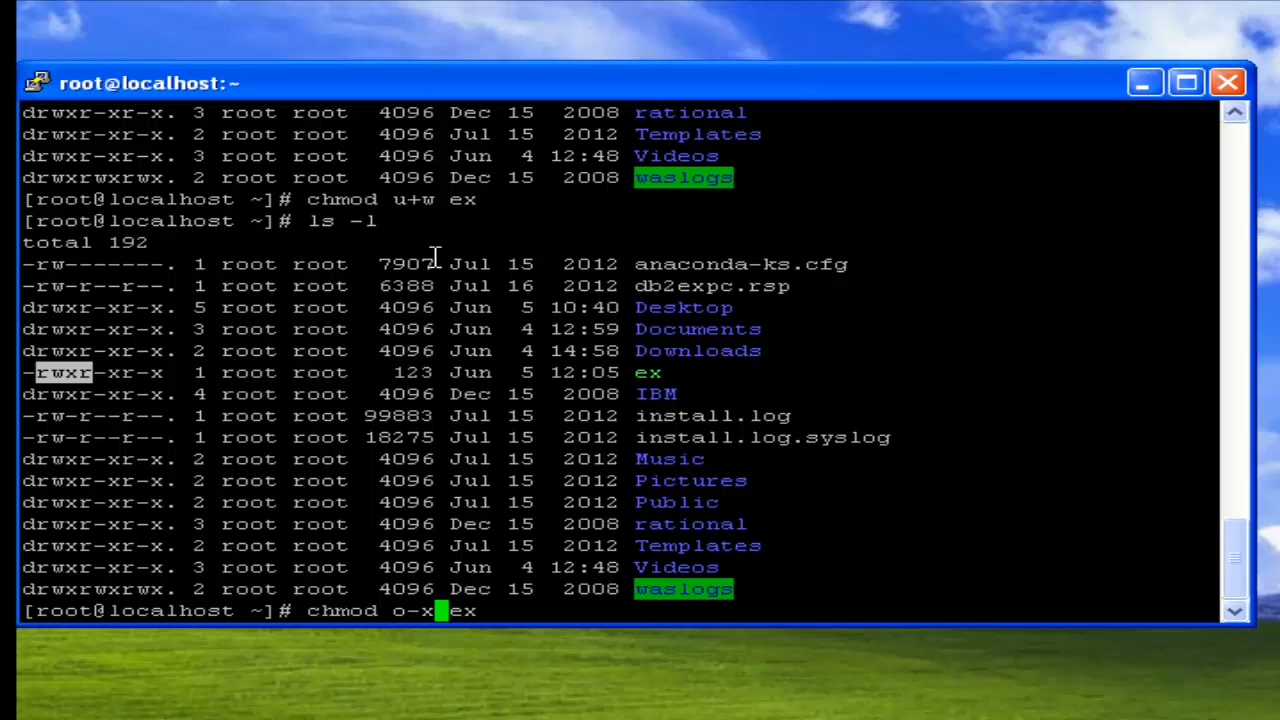 root@localhost:~
drwxr-xr-x. 3 root root  4096 Dec 15  2008 rational
drwxr-xr-x. 2 root root  4096 Jul 15  2012 Templates
drwxr-xr-x. 3 root root  4096 Jun  4 12:48 Videos
drwxrwxrwx. 2 root root  4096 Dec 15  2008 waslogs
[root@localhost ~]# chmod u+w ex
[root@localhost ~]# ls -l
total 192
-rw-------. 1 root root  7907 Jul 15  2012 anaconda-ks.cfg
-rw-r--r--. 1 root root  6388 Jul 16  2012 db2expc.rsp
drwxr-xr-x. 5 root root  4096 Jun  5 10:40 Desktop
drwxr-xr-x. 3 root root  4096 Jun  4 12:59 Documents
drwxr-xr-x. 2 root root  4096 Jun  4 14:58 Downloads
-rwxr-xr-x  1 root root   123 Jun  5 12:05 ex
drwxr-xr-x. 4 root root  4096 Dec 15  2008 IBM
-rw-r--r--. 1 root root 99883 Jul 15  2012 install.log
-rw-r--r--. 1 root root 18275 Jul 15  2012 install.log.syslog
drwxr-xr-x. 2 root root  4096 Jul 15  2012 Music
drwxr-xr-x. 2 root root  4096 Jul 15  2012 Pictures
drwxr-xr-x. 2 root root  4096 Jul 15  2012 Public
drwxr-xr-x. 3 root root  4096 Dec 15  2008 rational
drwxr-xr-x. 2 root root  4096 Jul 15  2012 Templates
drwxr-xr-x. 3 root root  4096 Jun  4 12:48 Videos
drwxrwxrwx. 2 root root  4096 Dec 15  2008 waslogs
[root@localhost ~]# chmod o-x ex